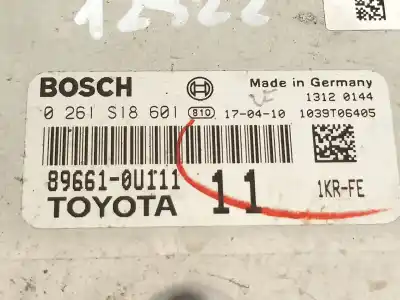 12522
BOSCH Made in Germany
1312 0144
0 261 S18 601 810 17-04-10 1039T06405
89661-0U111
TOYOTA 11 1KR-FE